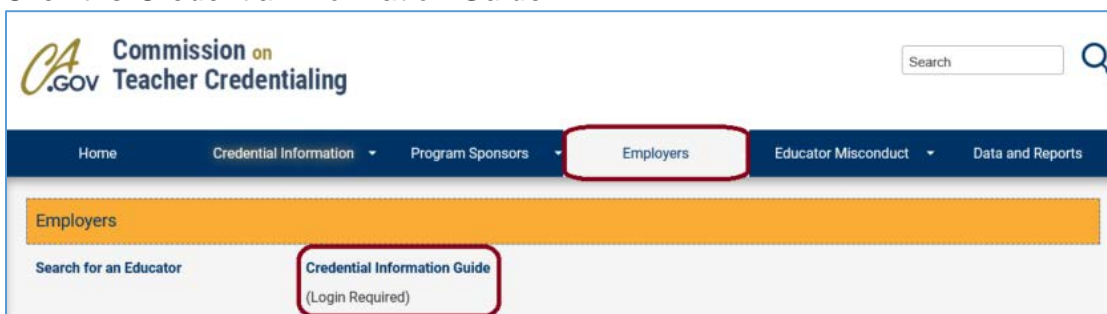 CA
.GOV
Commission on
Teacher Credentialing
Search
Home Credential Information Program Sponsors Employers Educator Misconduct Data and Reports
Employers
Search for an Educator Credential Information Guide
(Login Required)